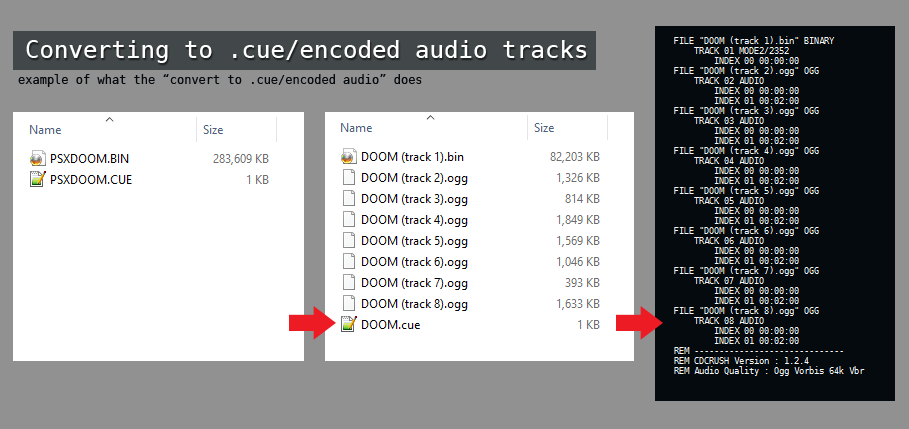 Converting to .cue/encoded audio tracks
example of what the “convert to .cue/encoded audio” does
Name Size
PSXDOOM.BIN 283,609 KB
PSXDOOM.CUE 1 KB
Name Size
DOOM (track 1).bin 82,203 KB
DOOM (track 2).ogg 1,326 KB
DOOM (track 3).ogg 814 KB
DOOM (track 4).ogg 1,849 KB
DOOM (track 5).ogg 1,569 KB
DOOM (track 6).ogg 1,046 KB
DOOM (track 7).ogg 393 KB
DOOM (track 8).ogg 1,633 KB
DOOM.cue 1 KB
FILE "DOOM (track 1).bin" BINARY
TRACK 01 MODE2/2352
INDEX 00 00:00:00
FILE "DOOM (track 2).ogg" OGG
TRACK 02 AUDIO
INDEX 00 00:00:00
INDEX 01 00:02:00
FILE "DOOM (track 3).ogg" OGG
TRACK 03 AUDIO
INDEX 00 00:00:00
INDEX 01 00:02:00
FILE "DOOM (track 4).ogg" OGG
TRACK 04 AUDIO
INDEX 00 00:00:00
INDEX 01 00:02:00
FILE "DOOM (track 5).ogg" OGG
TRACK 05 AUDIO
INDEX 00 00:00:00
INDEX 01 00:02:00
FILE "DOOM (track 6).ogg" OGG
TRACK 06 AUDIO
INDEX 00 00:00:00
INDEX 01 00:02:00
FILE "DOOM (track 7).ogg" OGG
TRACK 07 AUDIO
INDEX 00 00:00:00
INDEX 01 00:02:00
FILE "DOOM (track 8).ogg" OGG
TRACK 08 AUDIO
INDEX 00 00:00:00
INDEX 01 00:02:00
REM ------------------------------
REM CDCRUSH Version : 1.2.4
REM Audio Quality : Ogg Vorbis 64k Vbr